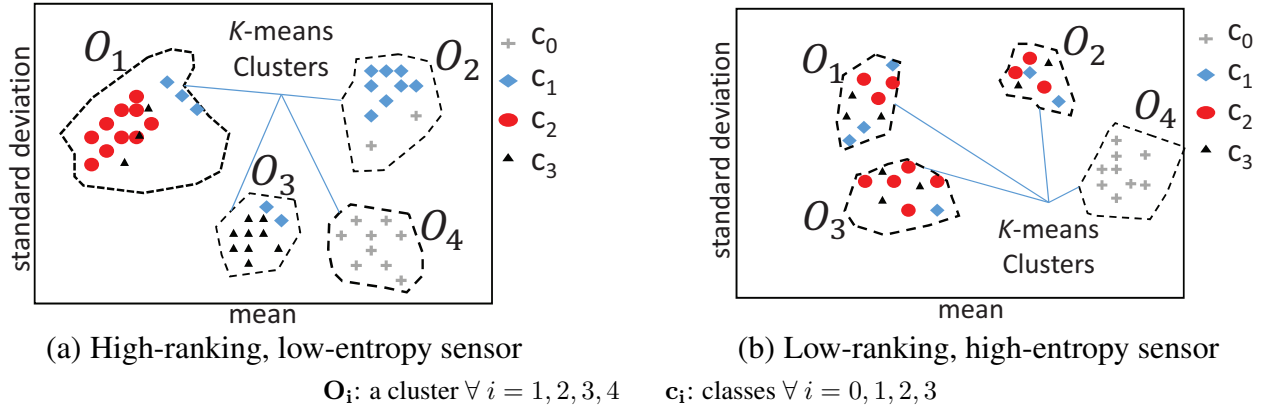 standard deviation
O₁
K-means
Clusters
O₂
O₃
O₄
c₀
c₁
c₂
c₃
mean
(a) High-ranking, low-entropy sensor
standard deviation
O₁
O₂
O₃
O₄
K-means
Clusters
c₀
c₁
c₂
c₃
mean
(b) Low-ranking, high-entropy sensor
Oᵢ: a cluster ∀ i = 1, 2, 3, 4 cᵢ: classes ∀ i = 0, 1, 2, 3